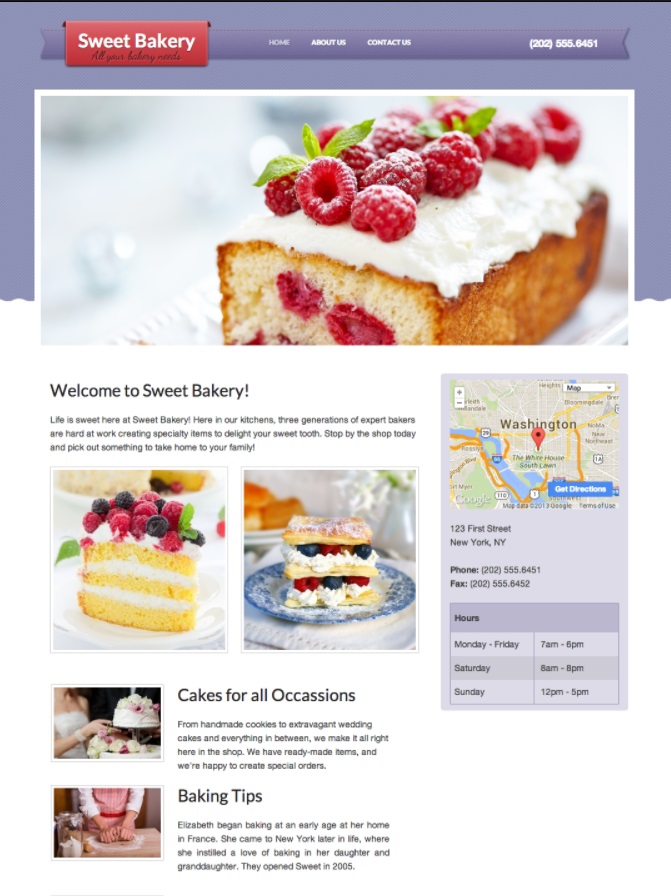 Sweet Bakery
All your bakery needs
HOME ABOUT US CONTACT US
(202) 555.6451
Welcome to Sweet Bakery!
Life is sweet here at Sweet Bakery! Here in our kitchens, three generations of expert bakers
are hard at work creating specialty items to delight your sweet tooth. Stop by the shop today
and pick out something to take home to your family!
Heights
Map
Bloomingdale
Washington
The White House
South Lawn
29
110
1
1A
Get Directions
Google
Map data ©2013 Google Terms of Use
123 First Street
New York, NY
Phone: (202) 555.6451
Fax: (202) 555.6452
Hours
Monday - Friday 7am - 6pm
Saturday 8am - 8pm
Sunday 12pm - 5pm
Cakes for all Occassions
From handmade cookies to extravagant wedding
cakes and everything in between, we make it all right
here in the shop. We have ready-made items, and
we're happy to create special orders.
Baking Tips
Elizabeth began baking at an early age at her home
in France. She came to New York later in life, where
she instilled a love of baking in her daughter and
granddaughter. They opened Sweet in 2005.